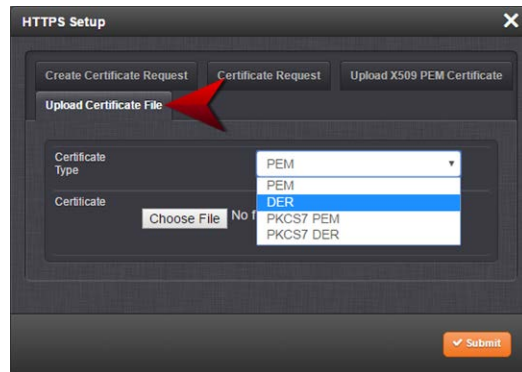 HTTPS Setup
Create Certificate Request Certificate Request Upload X509 PEM Certificate
Upload Certificate File
Certificate
Type
PEM
PEM
DER
PKCS7 PEM
PKCS7 DER
Certificate
Choose File No f
Submit